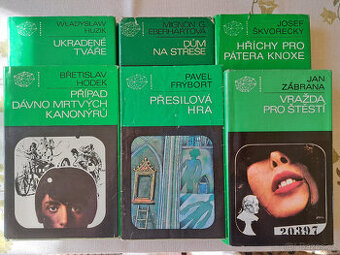 WŁADYSŁAW
HUZIK
UKRADENÉ
TVÁŘE
MIGNON G.
EBERHARTOVÁ
DŮM
NA STŘEŠE
JOSEF
ŠKVORECKÝ
HŘÍCHY PRO
PÁTERA KNOXE
BŘETISLAV
HODEK
PŘÍPAD
DÁVNO MRTVÝCH
KANONÝRŮ
PAVEL
FRÝBORT
PŘESILOVÁ
HRA
JAN
ZÁBRANA
VRAŽDA
PRO ŠTĚSTÍ
20397